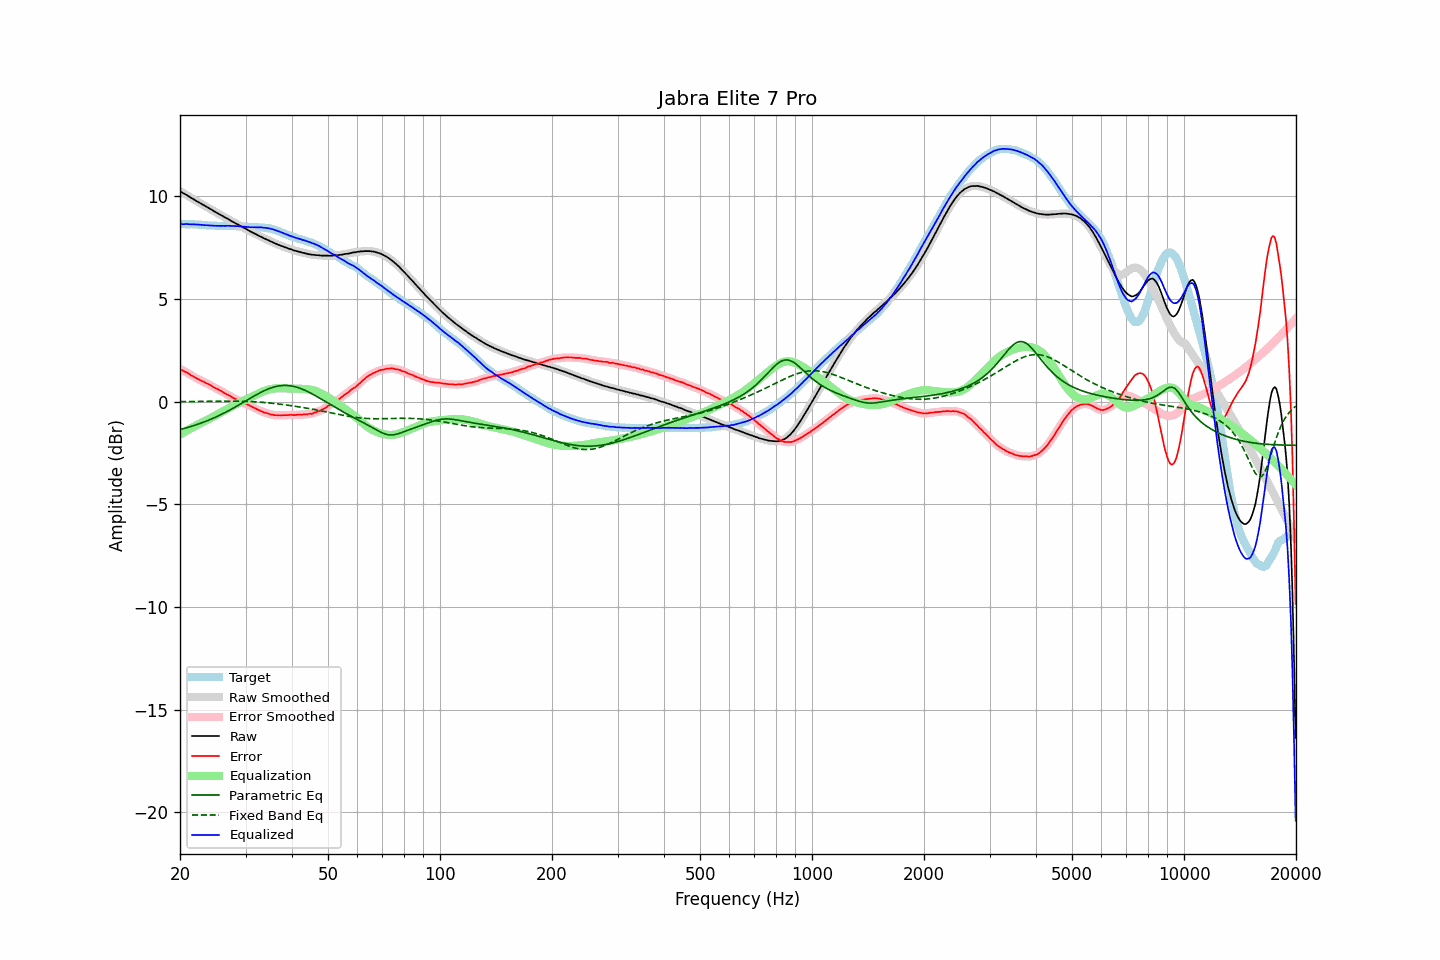 Jabra Elite 7 Pro
Amplitude (dBr)
10
5
0
−5
−10
−15
−20
Target
Raw Smoothed
Error Smoothed
Raw
Error
Equalization
Parametric Eq
Fixed Band Eq
Equalized
20 50 100 200 500 1000 2000 5000 10000 20000
Frequency (Hz)